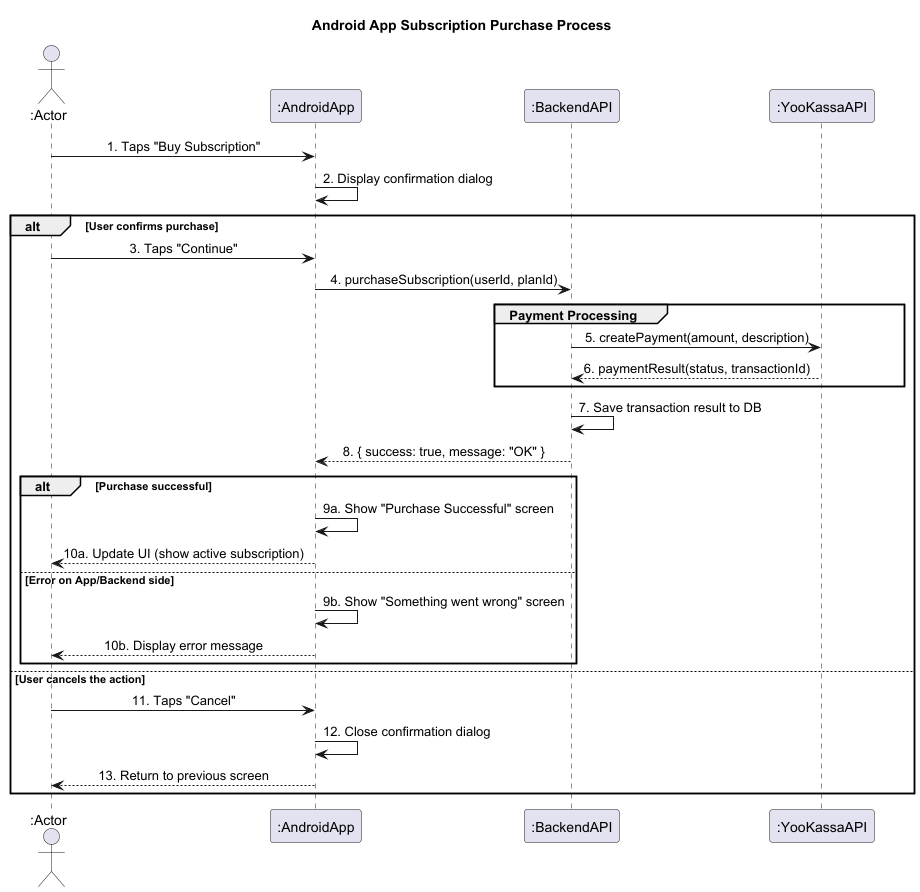 Android App Subscription Purchase Process
:Actor
:AndroidApp
:BackendAPI
:YooKassaAPI
1. Taps "Buy Subscription"
2. Display confirmation dialog
alt
[User confirms purchase]
3. Taps "Continue"
4. purchaseSubscription(userId, planId)
Payment Processing
5. createPayment(amount, description)
6. paymentResult(status, transactionId)
7. Save transaction result to DB
8. { success: true, message: "OK" }
alt
[Purchase successful]
9a. Show "Purchase Successful" screen
10a. Update UI (show active subscription)
[Error on App/Backend side]
9b. Show "Something went wrong" screen
10b. Display error message
[User cancels the action]
11. Taps "Cancel"
12. Close confirmation dialog
13. Return to previous screen
:Actor
:AndroidApp
:BackendAPI
:YooKassaAPI